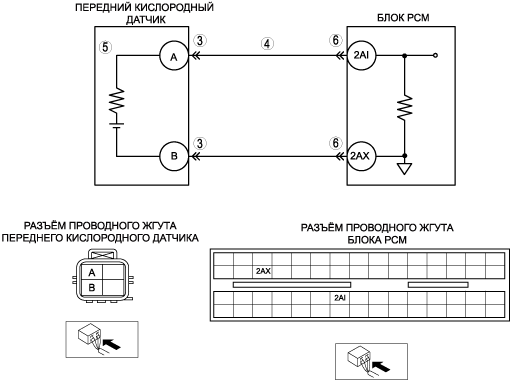 ПЕРЕДНИЙ КИСЛОРОДНЫЙ
ДАТЧИК
БЛОК PCM
5
3
4
6
A
2AI
3
6
B
2AX
РАЗЪЁМ ПРОВОДНОГО ЖГУТА
ПЕРЕДНЕГО КИСЛОРОДНОГО ДАТЧИКА
A
B
РАЗЪЁМ ПРОВОДНОГО ЖГУТА
БЛОКА PCM
2AX
2AI